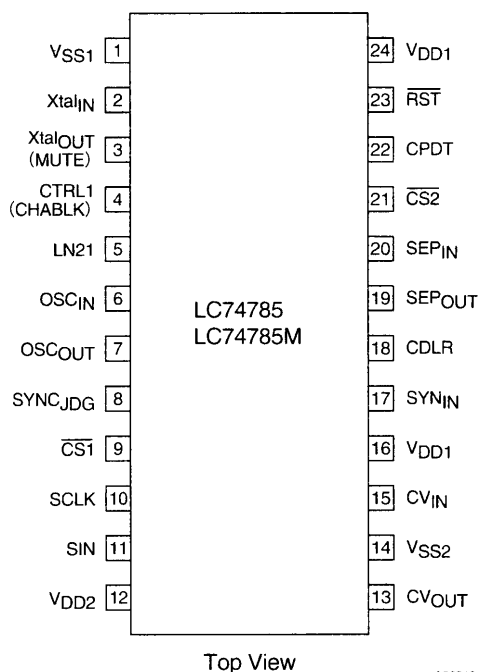 VSS1 1
XtalIN 2
XtalOUT 3
(MUTE)
CTRL1 4
(CHABLK)
LN21 5
OSCIN 6
OSCOUT 7
SYNCJDG 8
CS1 9
SCLK 10
SIN 11
VDD2 12
LC74785
LC74785M
24 VDD1
23 RST
22 CPDT
21 CS2
20 SEPIN
19 SEPOUT
18 CDLR
17 SYNIN
16 VDD1
15 CVIN
14 VSS2
13 CVOUT
Top View